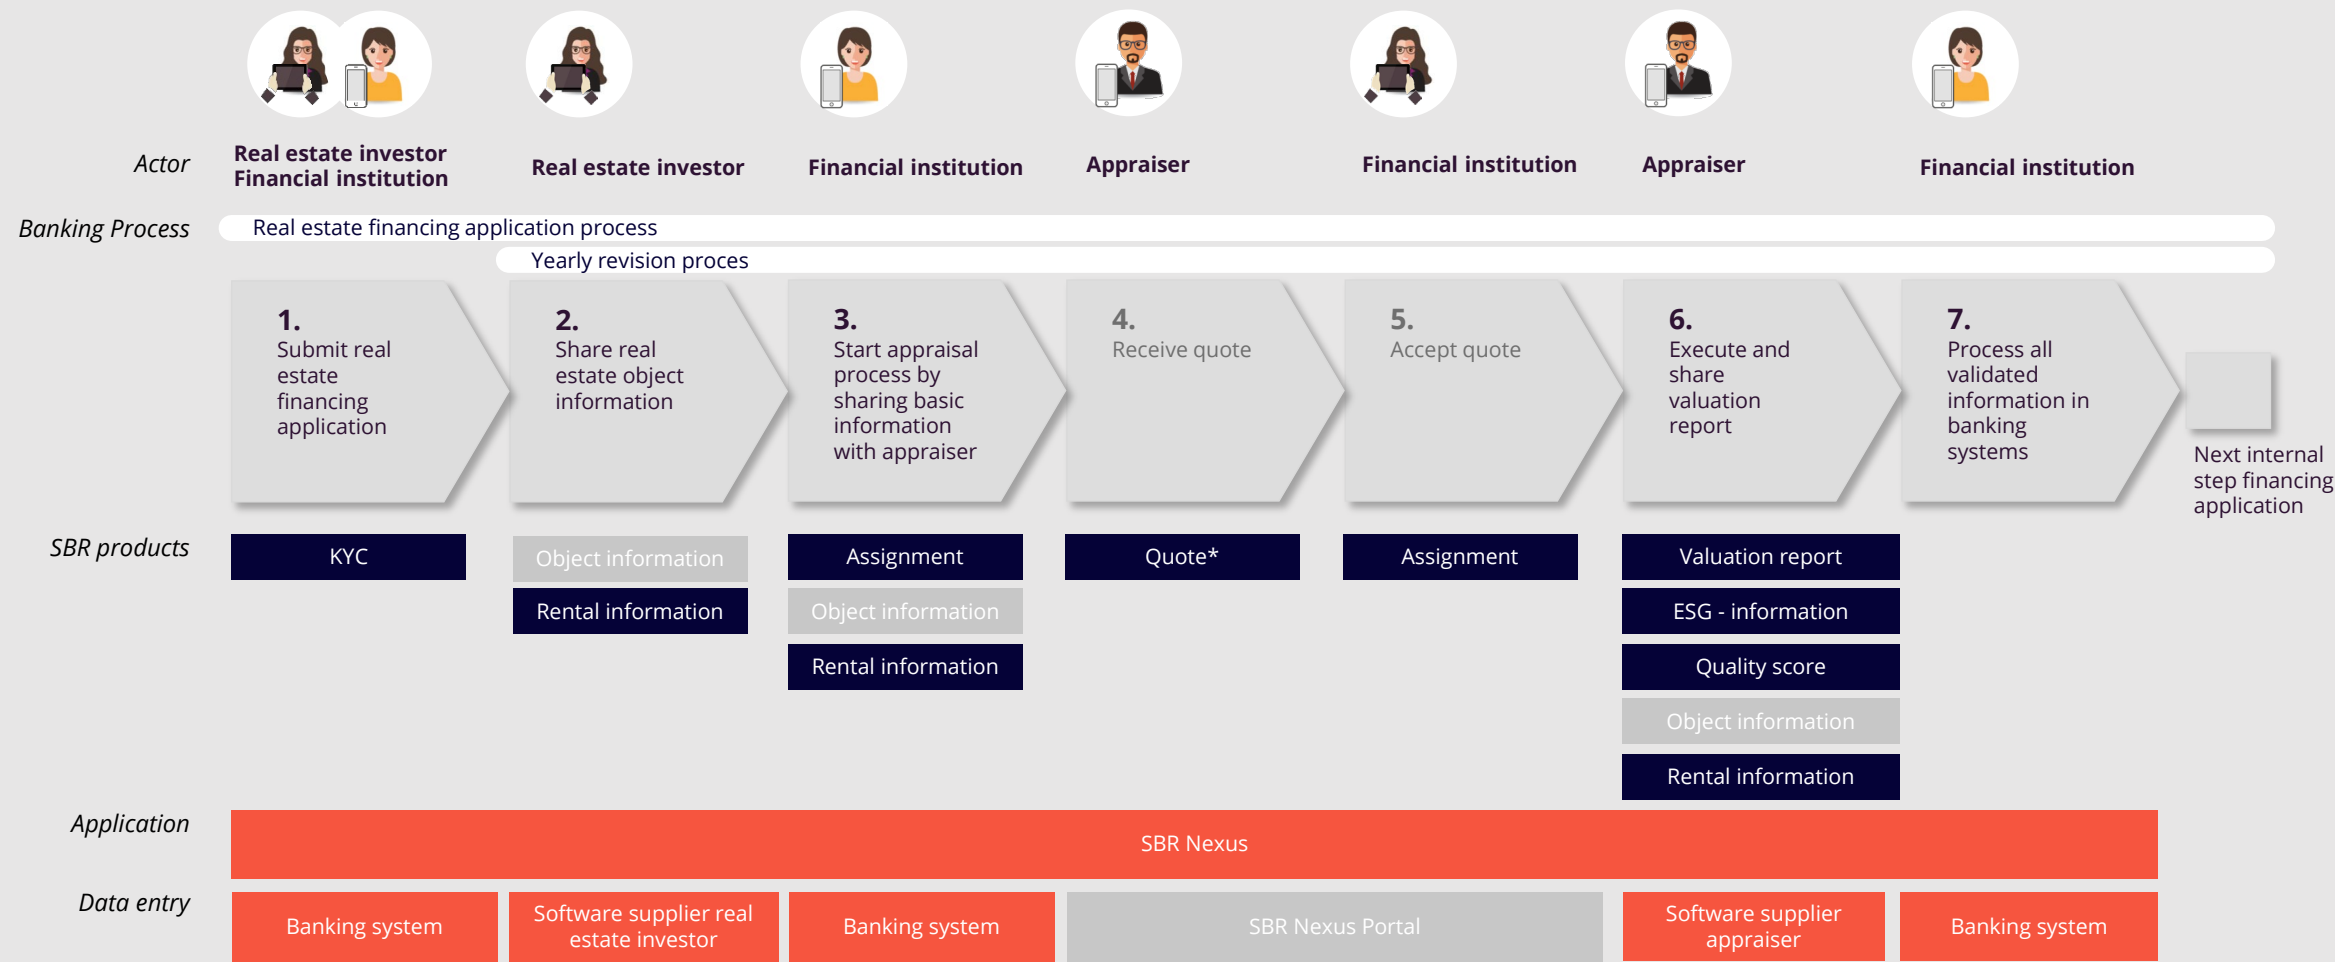 Actor
Real estate investor
Financial institution
Real estate investor
Financial institution
Appraiser
Financial institution
Appraiser
Financial institution
Banking Process
Real estate financing application process
Yearly revision proces
1.
Submit real
estate
financing
application
2.
Share real
estate object
information
3.
Start appraisal
process by
sharing basic
information
with appraiser
4.
Receive quote
5.
Accept quote
6.
Execute and
share
valuation
report
7.
Process all
validated
information in
banking
systems
Next internal
step financing
application
SBR products
KYC
Object information
Rental information
Assignment
Object information
Rental information
Quote*
Assignment
Valuation report
ESG - information
Quality score
Object information
Rental information
Application
SBR Nexus
Data entry
Banking system
Software supplier real
estate investor
Banking system
SBR Nexus Portal
Software supplier
appraiser
Banking system